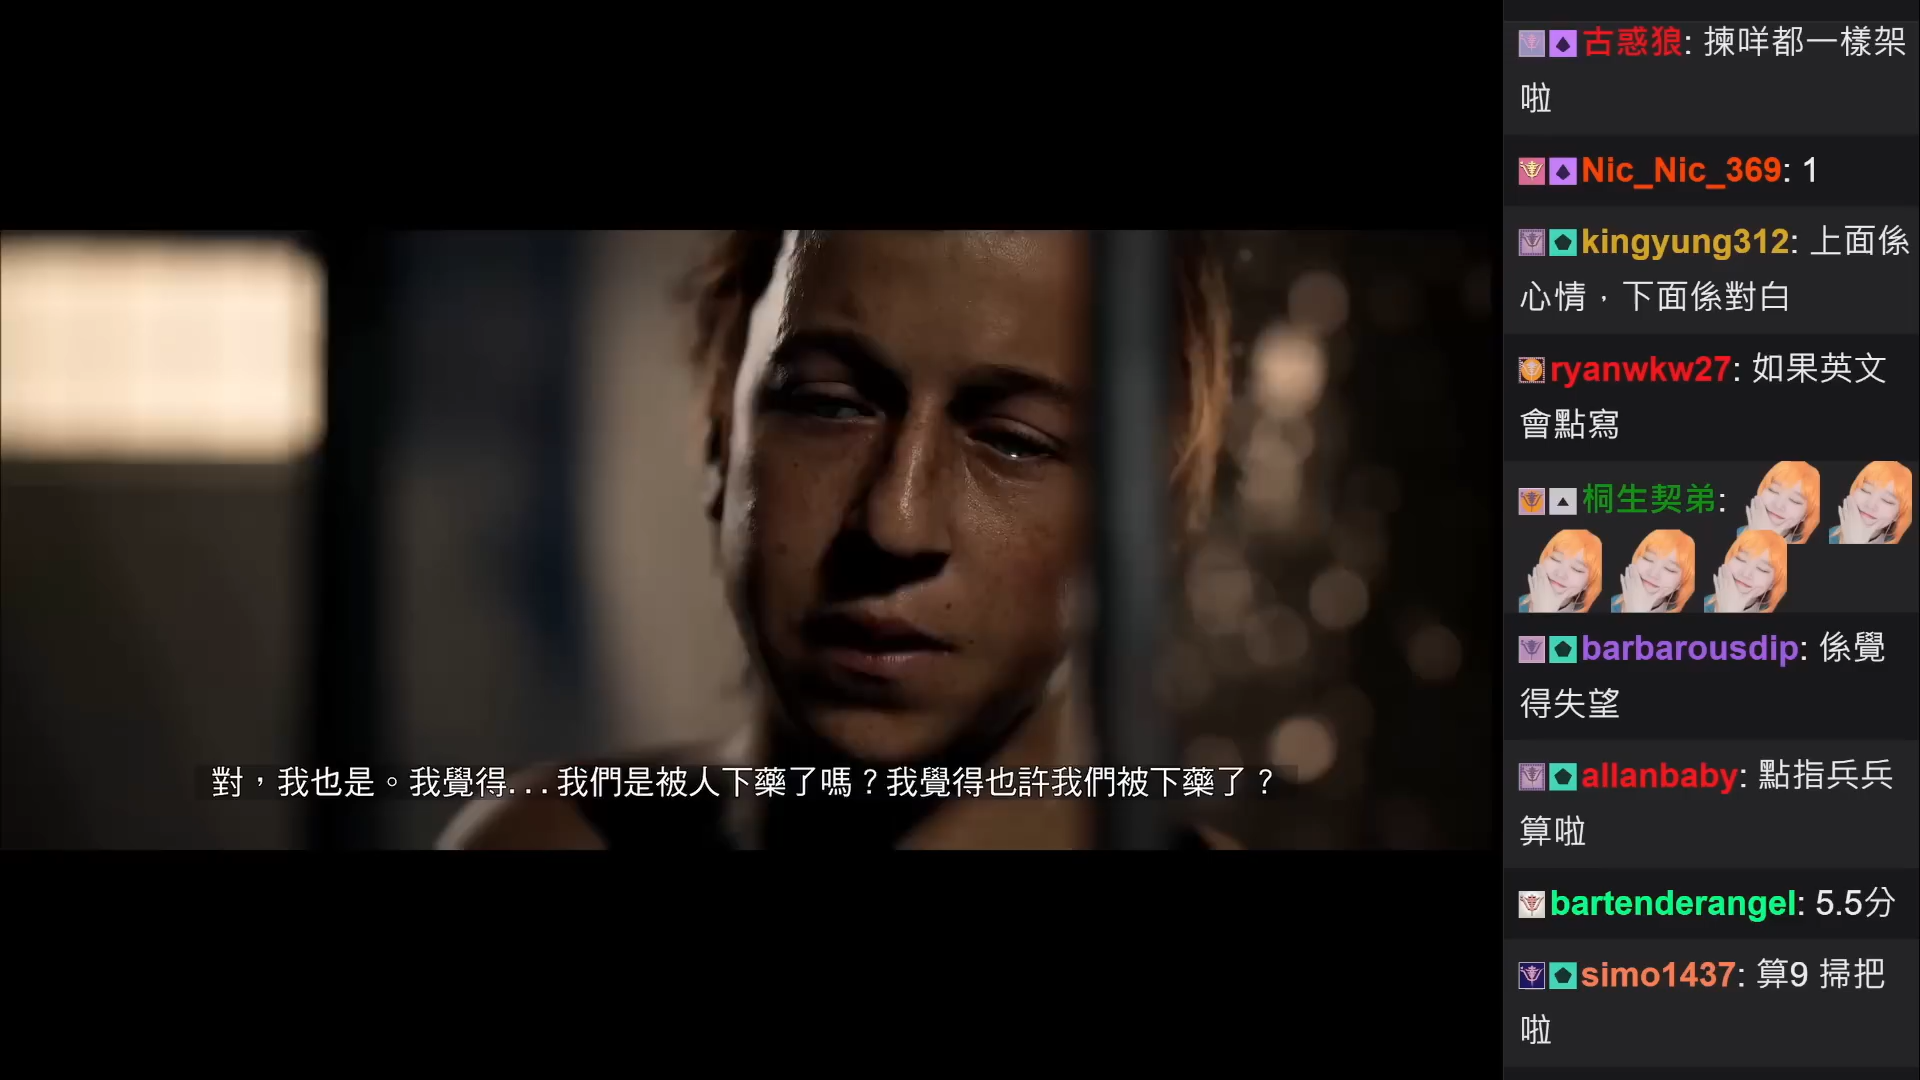 對，我也是。我覺得...我們是被人下藥了嗎？我覺得也許我們被下藥了？
古惑狼: 揀咩都一樣架
啦
Nic_Nic_369: 1
kingyung312: 上面係
心情，下面係對白
ryanwkw27: 如果英文
會點寫
桐生契弟:
barbarousdip: 係覺
得失望
allanbaby: 點指兵兵
算啦
bartenderangel: 5.5分
simo1437: 算9 掃把
啦